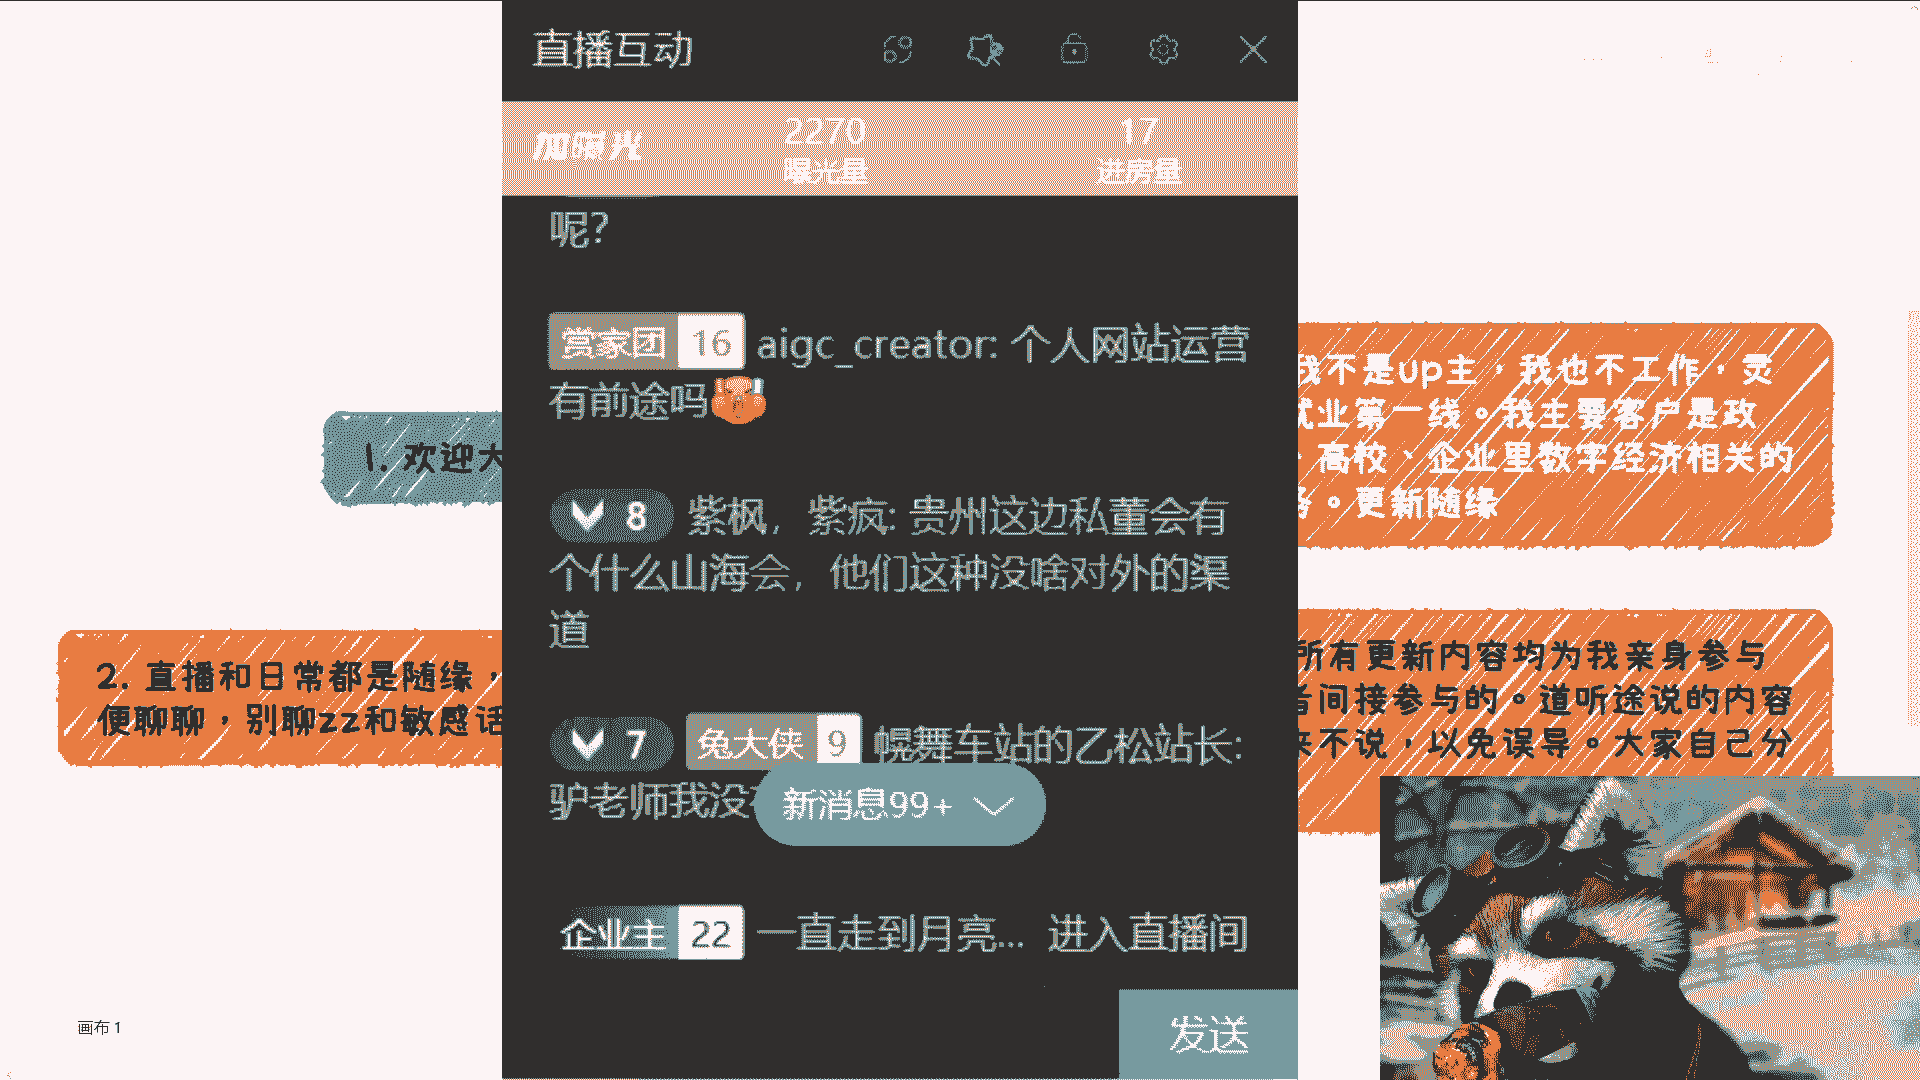 直播互动
加曝光
2270
曝光量
17
进房量
呢?
赏家团 16 aigc_creator: 个人网站运营
有前途吗
8 紫枫，紫疯: 贵州这边私董会有
个什么山海会，他们这种没啥对外的渠
道
7 兔大侠 9 幌舞车站的乙松站长:
驴老师我没
新消息99+
企业主 22 一直走到月亮... 进入直播间
发送
1. 欢迎大
2. 直播和日常都是随缘，
便聊聊，别聊zz和敏感话
我不是up主，我也不工作，灵
就业第一线。我主要客户是政
、高校、企业里数字经济相关的
务。更新随缘
所有更新内容均为我亲身参与
者间接参与的。道听途说的内容
来不说，以免误导。大家自己分
画布 1